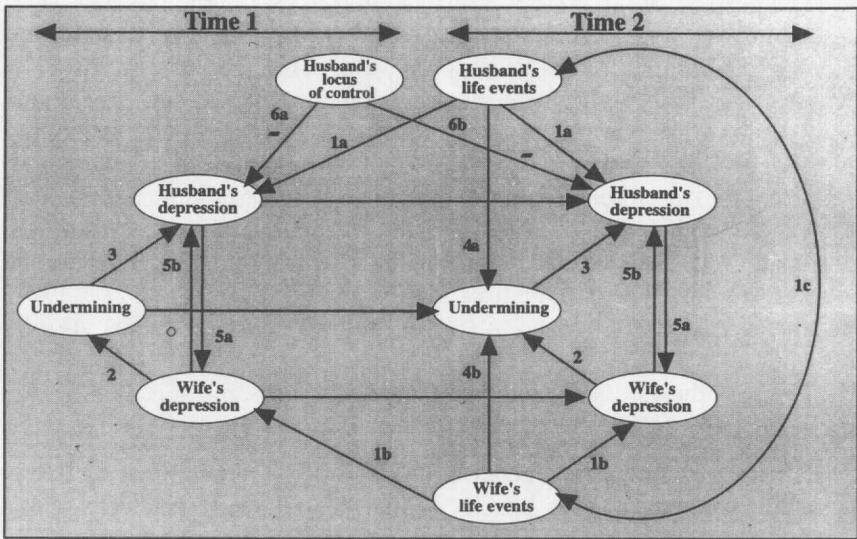 Time 1
Time 2
Husband's
locus
of control
Husband's
life events
6a
-
1a
6b
-
1a
Husband's
depression
Husband's
depression
3
5b
4a
3
5b
1c
Undermining
Undermining
5a
5a
2
2
4b
Wife's
depression
Wife's
depression
1b
1b
Wife's
life events